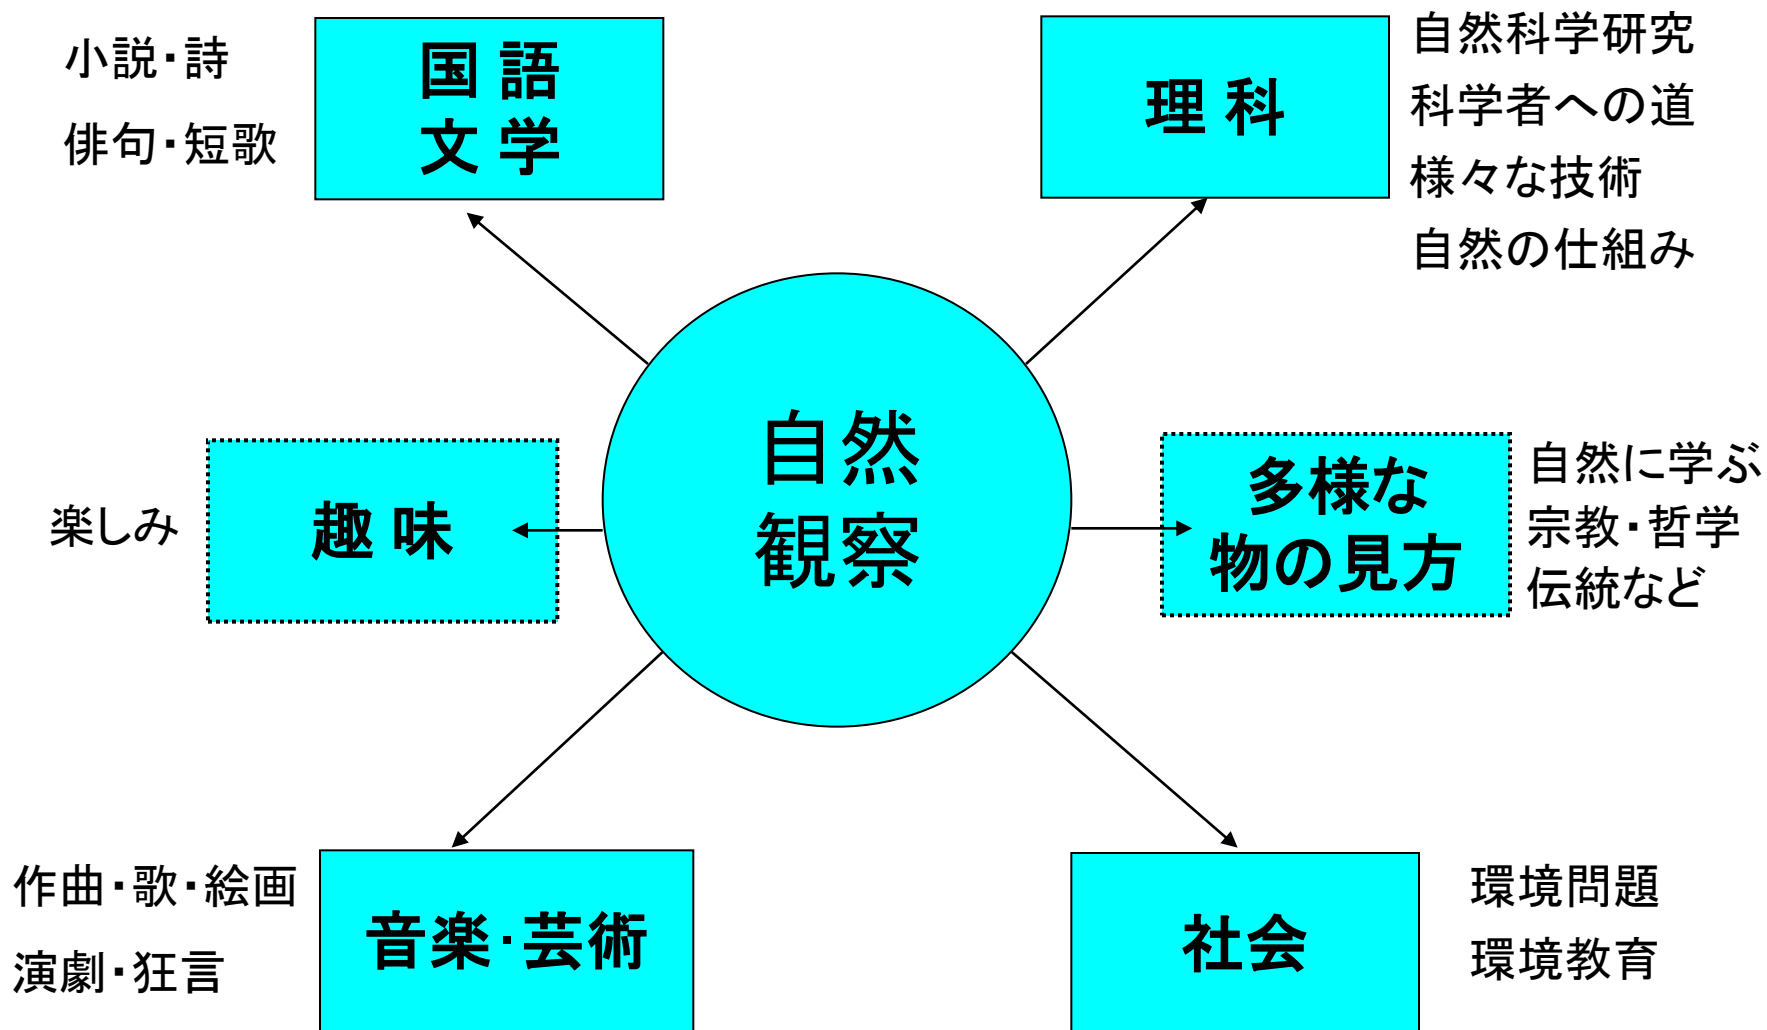 小説・詩
俳句・短歌
国 語
文 学
理 科
自然科学研究
科学者への道
様々な技術
自然の仕組み
自然
観察
楽しみ
趣 味
多様な
物の見方
自然に学ぶ
宗教・哲学
伝統など
作曲・歌・絵画
演劇・狂言
音楽・芸術
社会
環境問題
環境教育